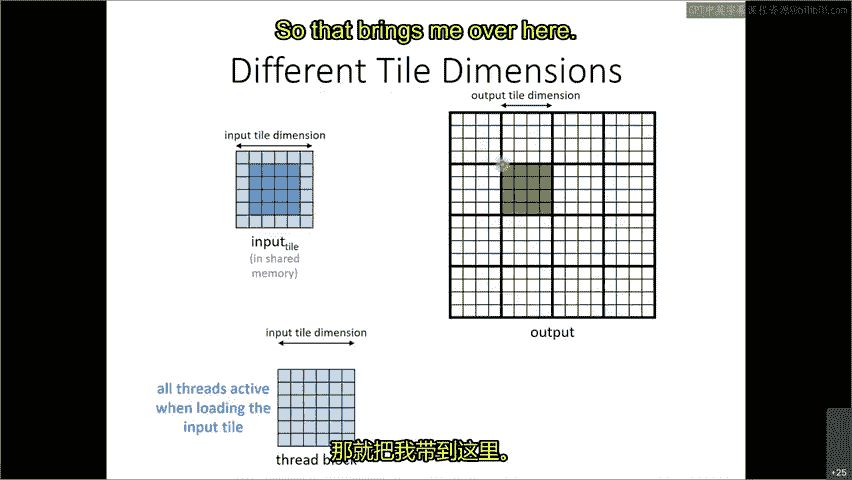 So that brings me over here.
Different Tile Dimensions
output tile dimension
input tile dimension
input tile
(in shared
memory)
output
input tile dimension
all threads active
when loading the
input tile
thread block
那就把我带到这里。
+25